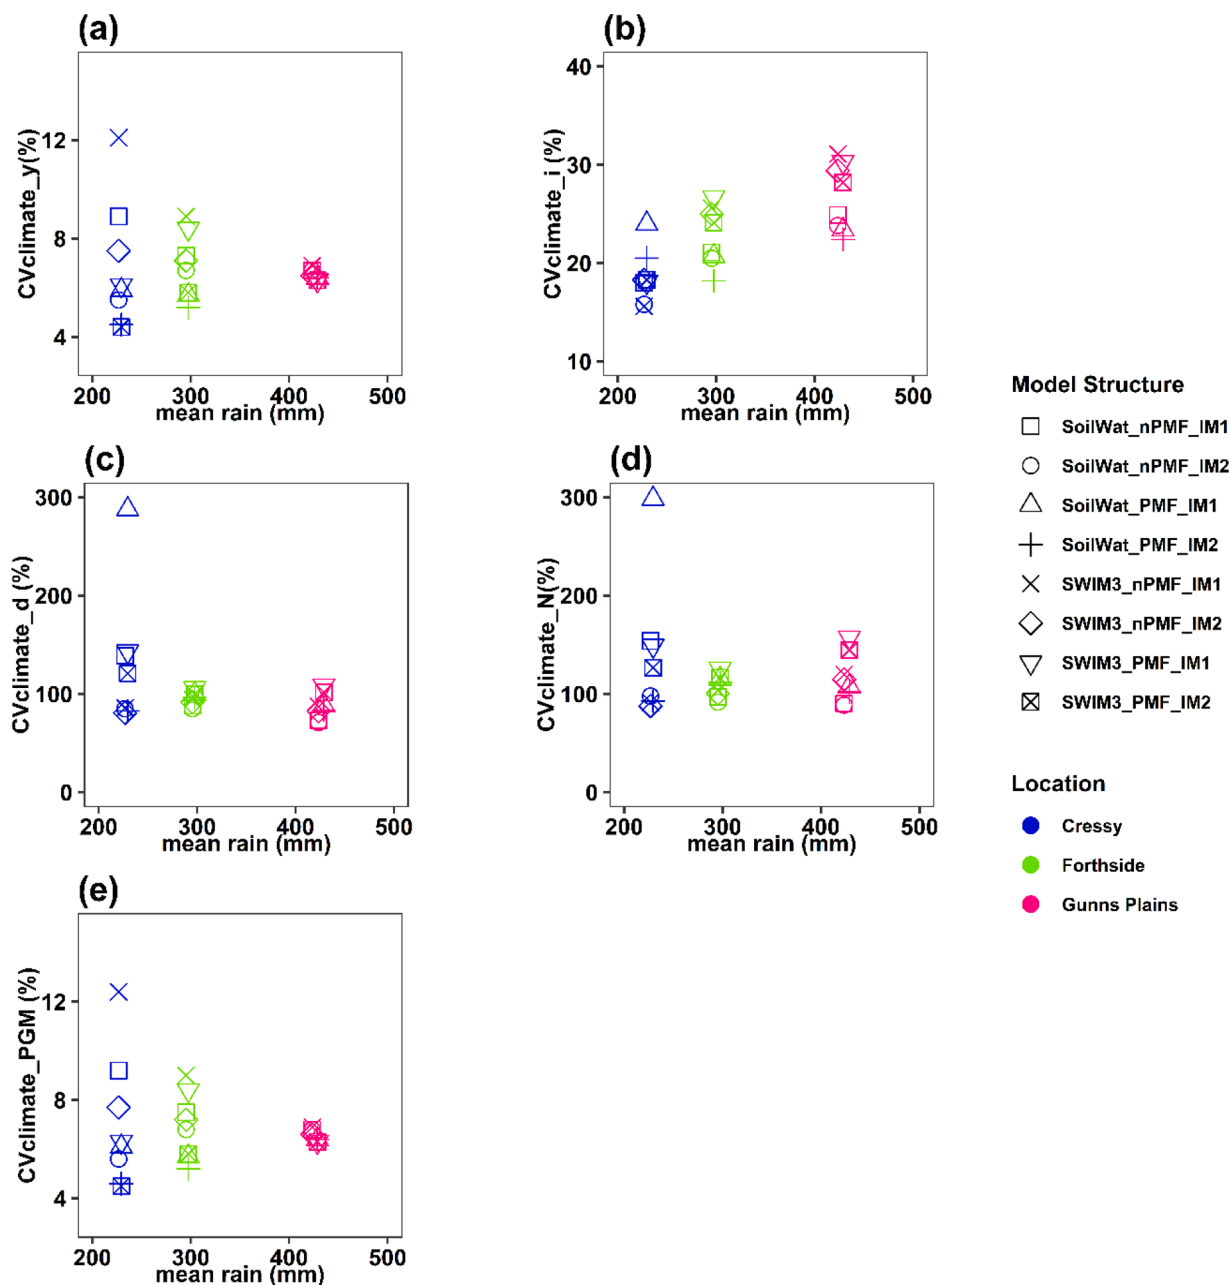 (a)
CVclimate_y(%)
12
8
4
200 300 400 500
mean rain (mm)
(b)
CVclimate_i (%)
40
30
20
10
200 300 400 500
mean rain (mm)
(c)
CVclimate_d (%)
300
200
100
0
200 300 400 500
mean rain (mm)
(d)
CVclimate_N(%)
300
200
100
0
200 300 400 500
mean rain (mm)
(e)
CVclimate_PGM (%)
12
8
4
200 300 400 500
mean rain (mm)
Model Structure
SoilWat_nPMF_IM1
SoilWat_nPMF_IM2
SoilWat_PMF_IM1
SoilWat_PMF_IM2
SWIM3_nPMF_IM1
SWIM3_nPMF_IM2
SWIM3_PMF_IM1
SWIM3_PMF_IM2
Location
Cressy
Forthside
Gunns Plains